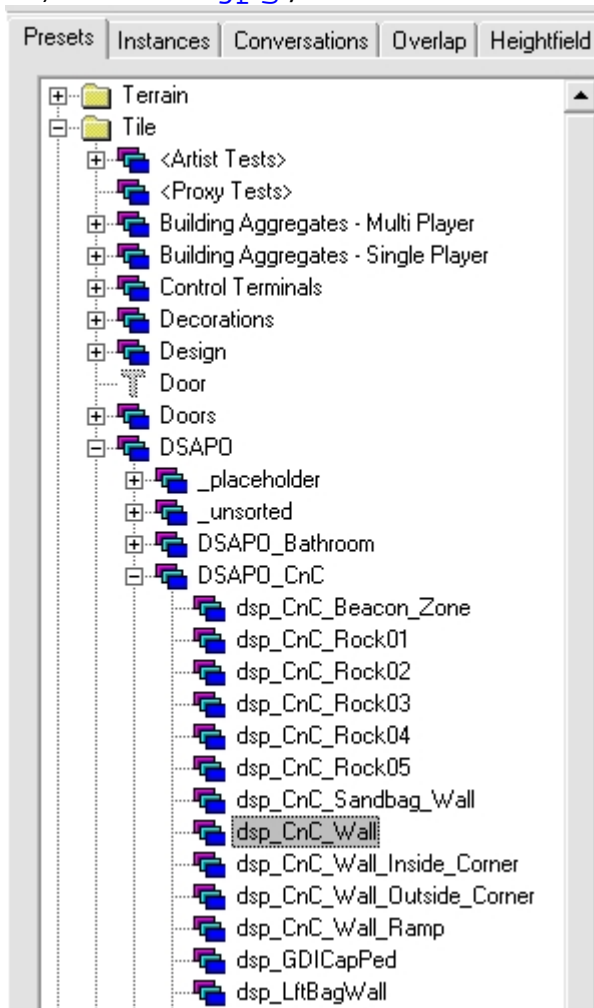 Presets Instances Conversations Overlap Heightfield
Terrain
Tile
<Artist Tests>
<Proxy Tests>
Building Aggregates - Multi Player
Building Aggregates - Single Player
Control Terminals
Decorations
Design
Door
Doors
DSAPO
_placeholder
_unsorted
DSAPO_Bathroom
DSAPO_CnC
dsp_CnC_Beacon_Zone
dsp_CnC_Rock01
dsp_CnC_Rock02
dsp_CnC_Rock03
dsp_CnC_Rock04
dsp_CnC_Rock05
dsp_CnC_Sandbag_Wall
dsp_CnC_Wall
dsp_CnC_Wall_Inside_Corner
dsp_CnC_Wall_Outside_Corner
dsp_CnC_Wall_Ramp
dsp_GDICapPed
dsp_LftBagWall